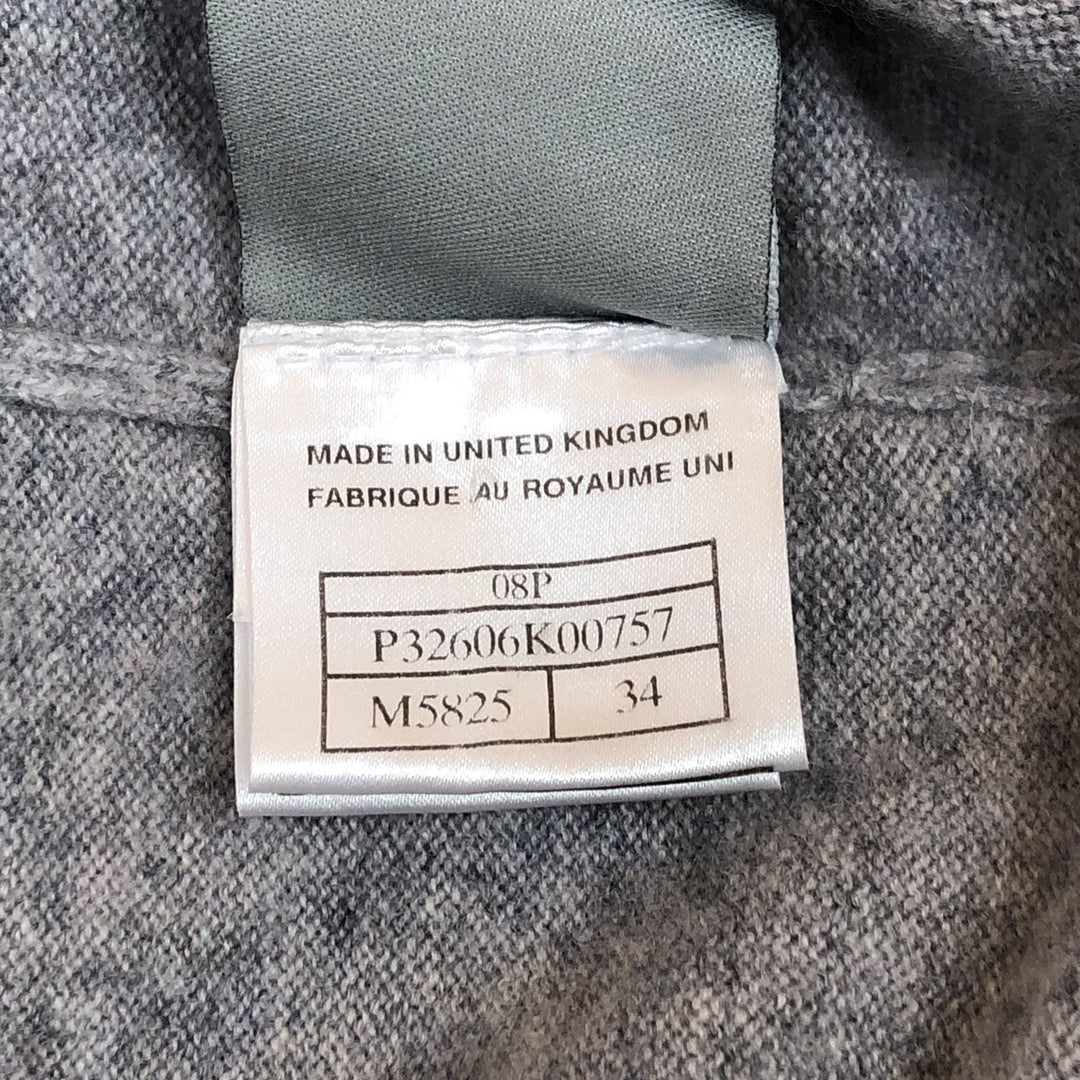 MADE IN UNITED KINGDOM
FABRIQUE AU ROYAUME UNI
08P
P32606K00757
M5825 34